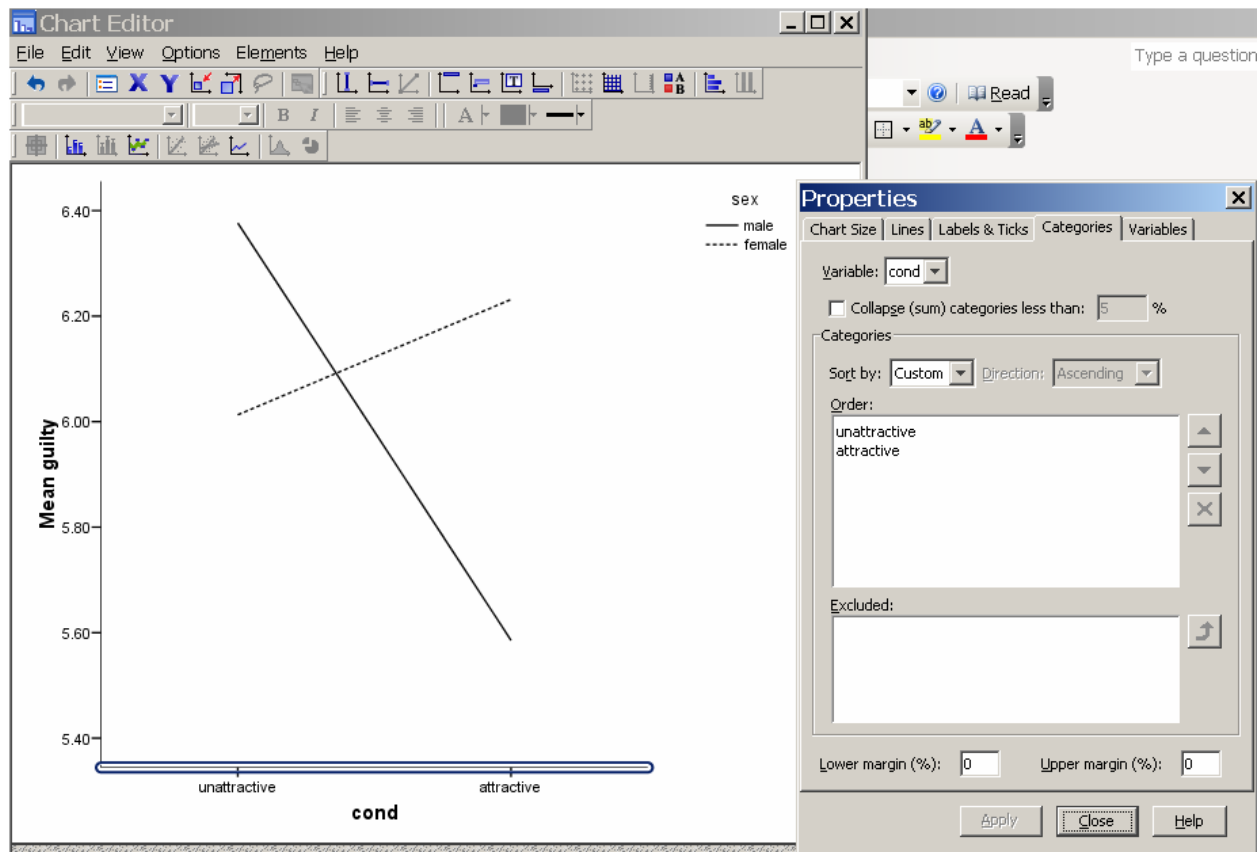 Chart Editor
File Edit View Options Elements Help
X Y
A
B
B I
A
Type a question
Read
ab
A
sex
male
female
6.40
6.20
6.00
5.80
5.60
5.40
Mean guilty
unattractive attractive
cond
Properties
Chart Size Lines Labels & Ticks Categories Variables
Variable: cond
Collapse (sum) categories less than: 5 %
Categories
Sort by: Custom Direction: Ascending
Order:
unattractive
attractive
Excluded:
Lower margin (%): 0 Upper margin (%): 0
Apply Close Help